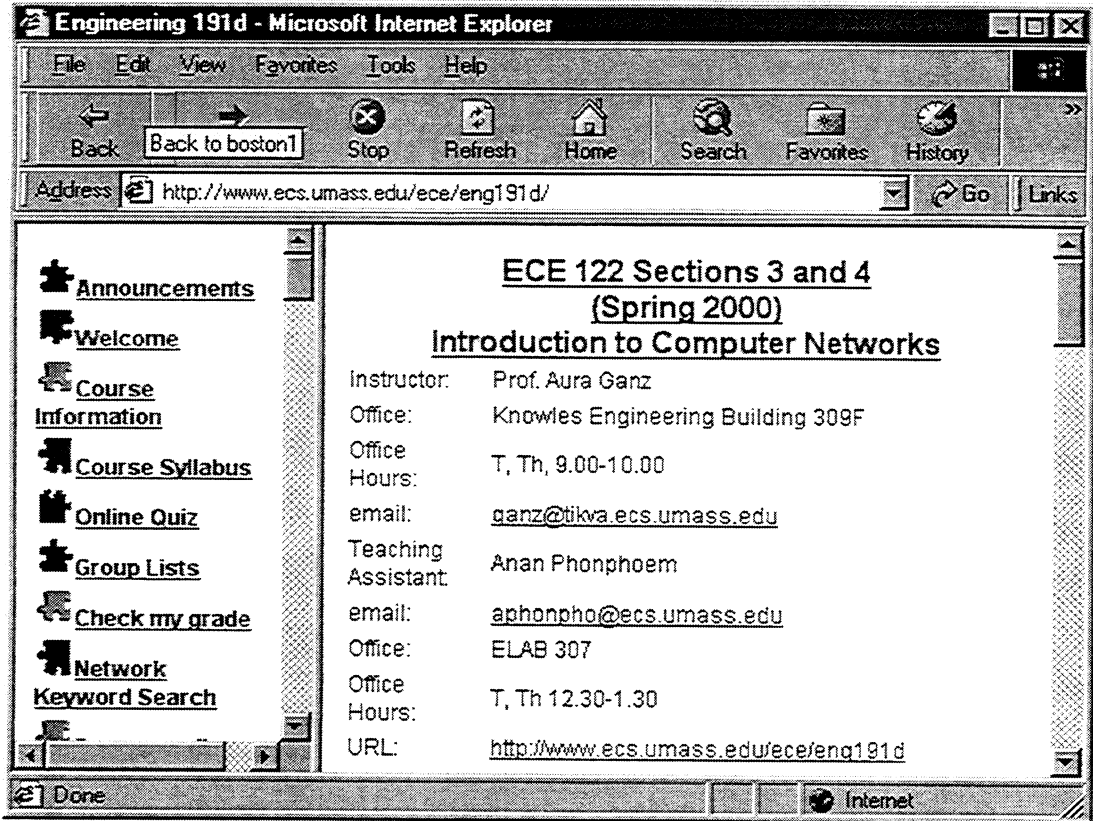 Engineering 191d - Microsoft Internet Explorer
File Edit View Favorites Tools Help
Back Stop Refresh Home Search Favorites History »
Back to boston1
Address http://www.ecs.umass.edu/ece/eng191d/ Go Links
Announcements
Welcome
Course
Information
Course Syllabus
Online Quiz
Group Lists
Check my grade
Network
Keyword Search
ECE 122 Sections 3 and 4
(Spring 2000)
Introduction to Computer Networks
Instructor: Prof. Aura Ganz
Office: Knowles Engineering Building 309F
Office
Hours: T, Th, 9.00-10.00
email: ganz@tikva.ecs.umass.edu
Teaching
Assistant: Anan Phonphoem
email: aphonpho@ecs.umass.edu
Office: ELAB 307
Office
Hours: T, Th 12.30-1.30
URL: http://www.ecs.umass.edu/ece/eng191d
Done Internet